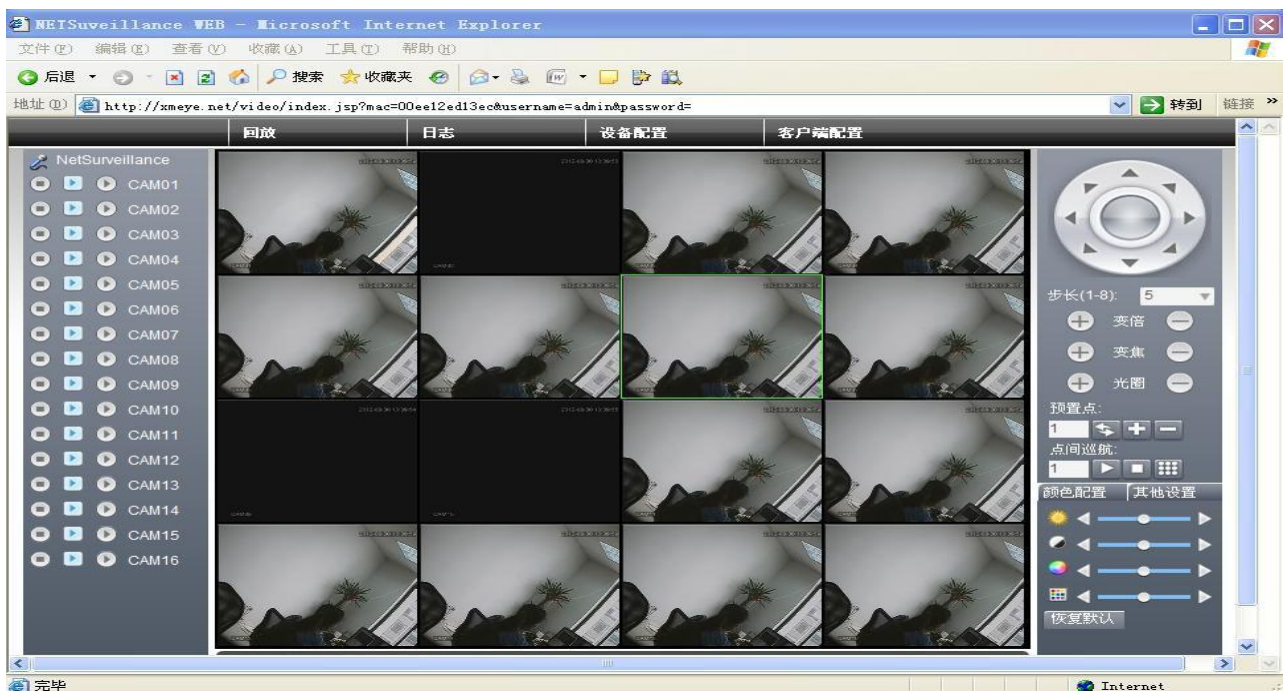 NETSuveillance WEB - Microsoft Internet Explorer
文件(F) 编辑(E) 查看(V) 收藏(A) 工具(T) 帮助(H)
后退 搜索 收藏夹
地址(D) http://xmeye.net/video/index.jsp?mac=00ea12ed13ec&username=admin&password= 转到 链接 »
回放 日志 设备配置 客户端配置
NetSurveillance
CAM01
CAM02
CAM03
CAM04
CAM05
CAM06
CAM07
CAM08
CAM09
CAM10
CAM11
CAM12
CAM13
CAM14
CAM15
CAM16
步长(1-8): 5
变倍
变焦
光圈
预置点:
1
点间巡航:
1
颜色配置 其他设置
恢复默认
完毕 Internet